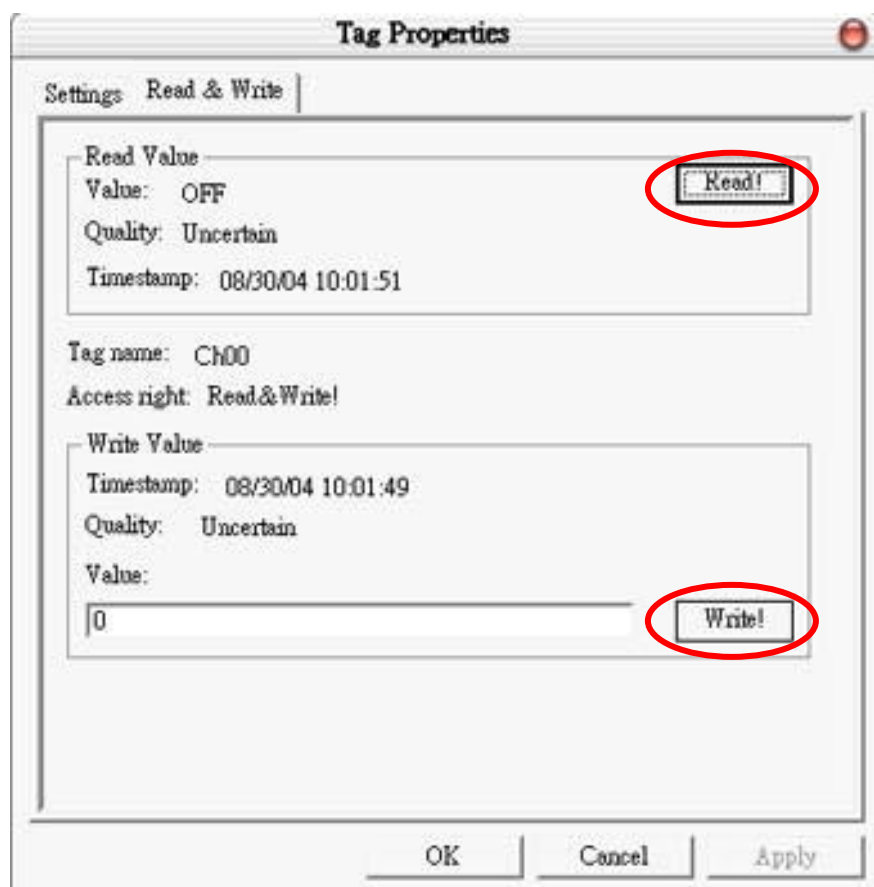 Tag Properties
Settings Read & Write
Read Value
Read!
Value: OFF
Quality: Uncertain
Timestamp: 08/30/04 10:01:51
Tag name: Ch00
Access right: Read&Write!
Write Value
Timestamp: 08/30/04 10:01:49
Quality: Uncertain
Value:
0 Write!
OK Cancel Apply